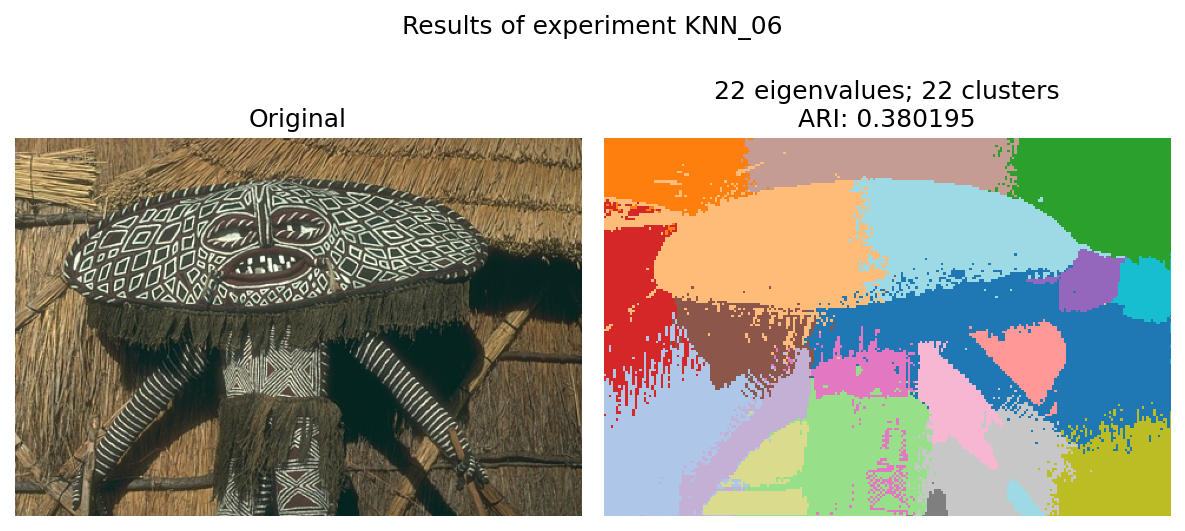 Results of experiment KNN_06
Original
22 eigenvalues; 22 clusters
ARI: 0.380195